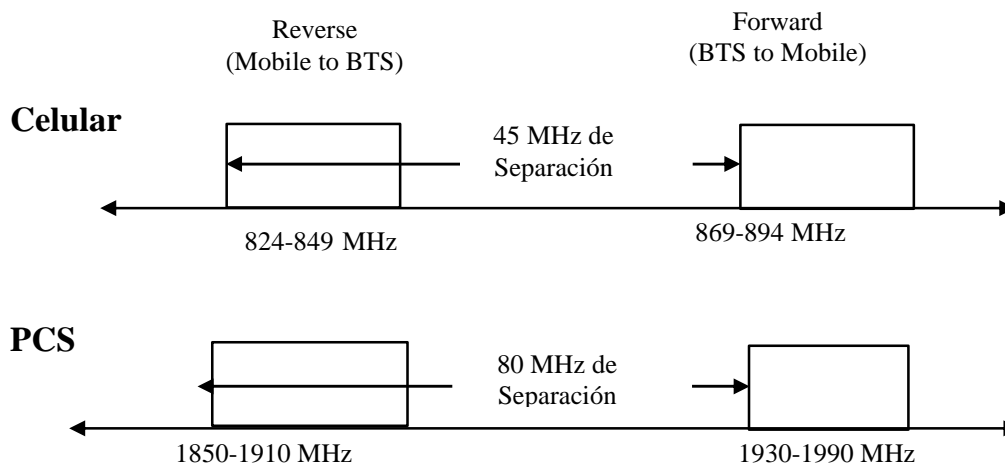 Reverse
(Mobile to BTS)
Forward
(BTS to Mobile)
Celular
45 MHz de
Separación
824-849 MHz
869-894 MHz
PCS
80 MHz de
Separación
1850-1910 MHz
1930-1990 MHz